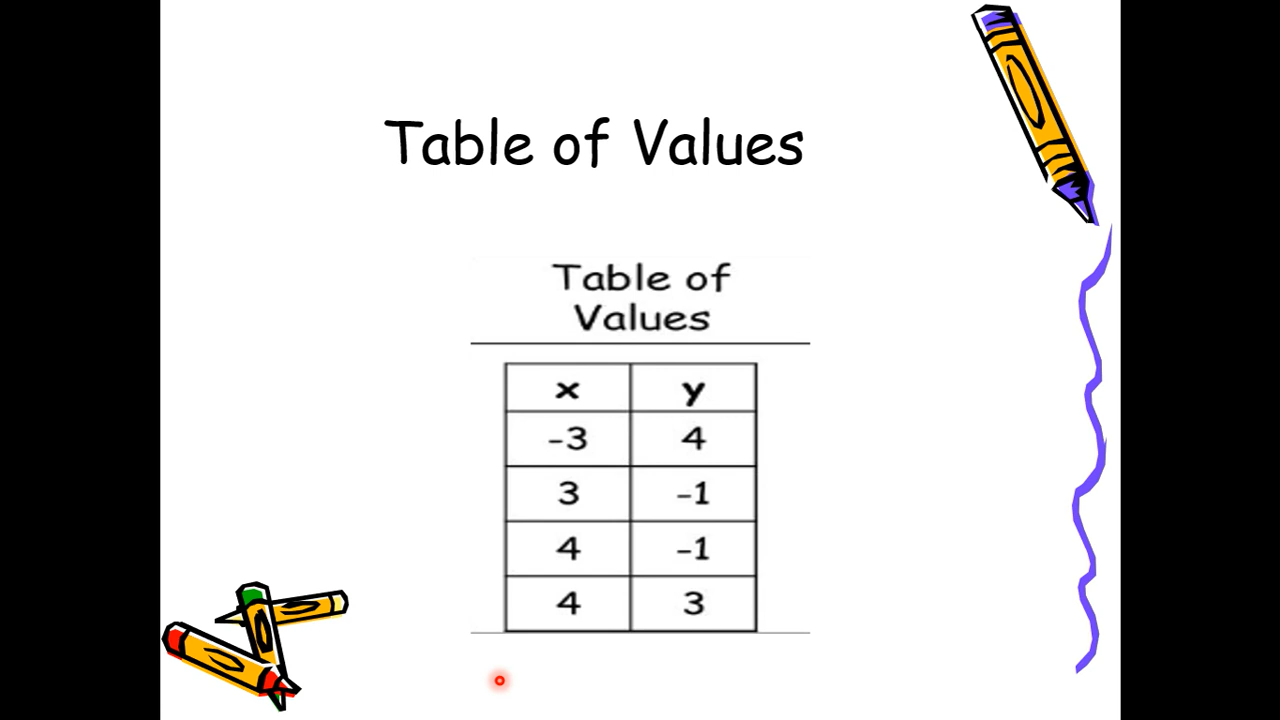 Table of Values
Table of
Values
x y
-3 4
3 -1
4 -1
4 3